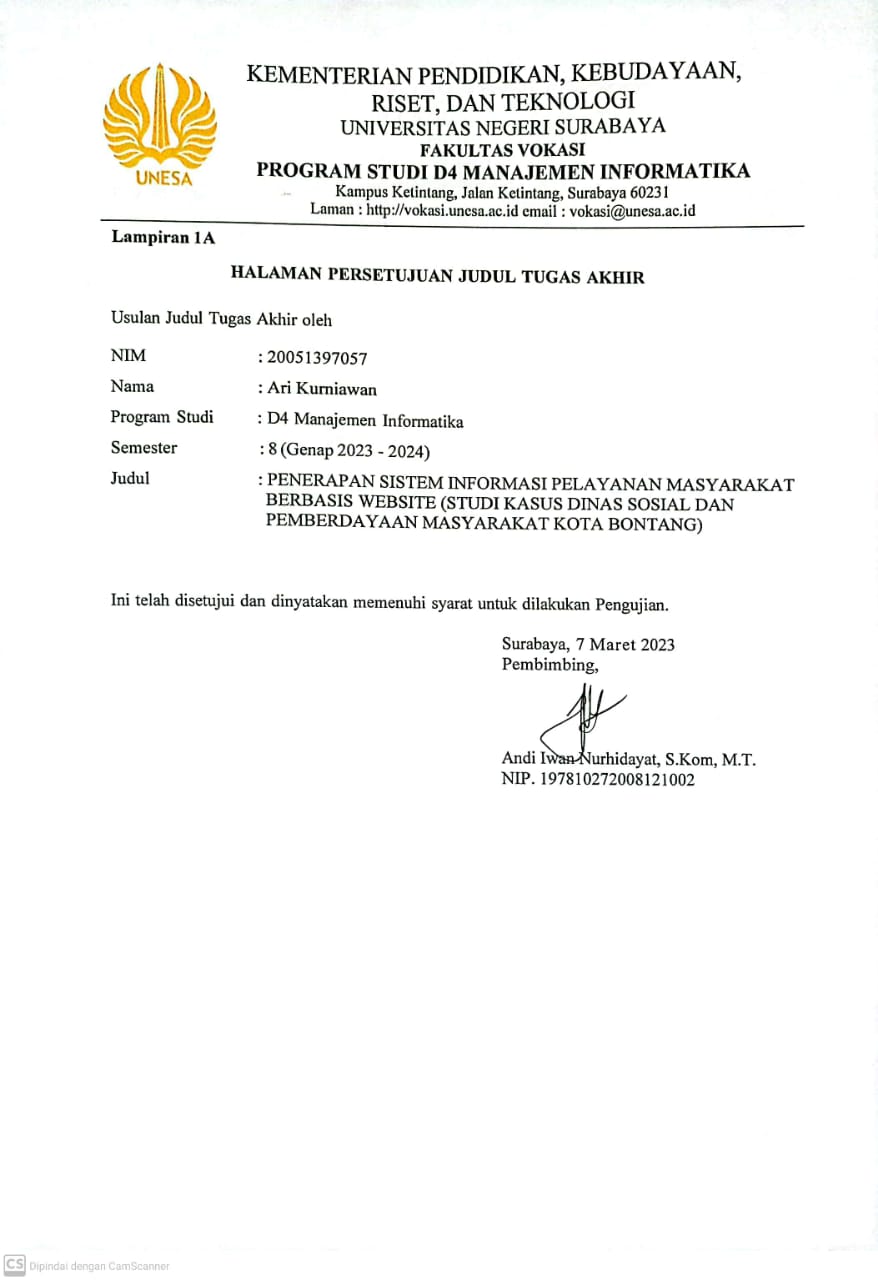 KEMENTERIAN PENDIDIKAN, KEBUDAYAAN,
RISET, DAN TEKNOLOGI
UNIVERSITAS NEGERI SURABAYA
FAKULTAS VOKASI
PROGRAM STUDI D4 MANAJEMEN INFORMATIKA
Kampus Ketintang, Jalan Ketintang, Surabaya 60231
Laman : http://vokasi.unesa.ac.id email : vokasi@unesa.ac.id
UNESA
Lampiran 1A
HALAMAN PERSETUJUAN JUDUL TUGAS AKHIR
Usulan Judul Tugas Akhir oleh
NIM : 20051397057
Nama : Ari Kurniawan
Program Studi : D4 Manajemen Informatika
Semester : 8 (Genap 2023 - 2024)
Judul : PENERAPAN SISTEM INFORMASI PELAYANAN MASYARAKAT
BERBASIS WEBSITE (STUDI KASUS DINAS SOSIAL DAN
PEMBERDAYAAN MASYARAKAT KOTA BONTANG)
Ini telah disetujui dan dinyatakan memenuhi syarat untuk dilakukan Pengujian.
Surabaya, 7 Maret 2023
Pembimbing,
Andi Iwan Nurhidayat, S.Kom, M.T.
NIP. 197810272008121002
CS Dipindai dengan CamScanner